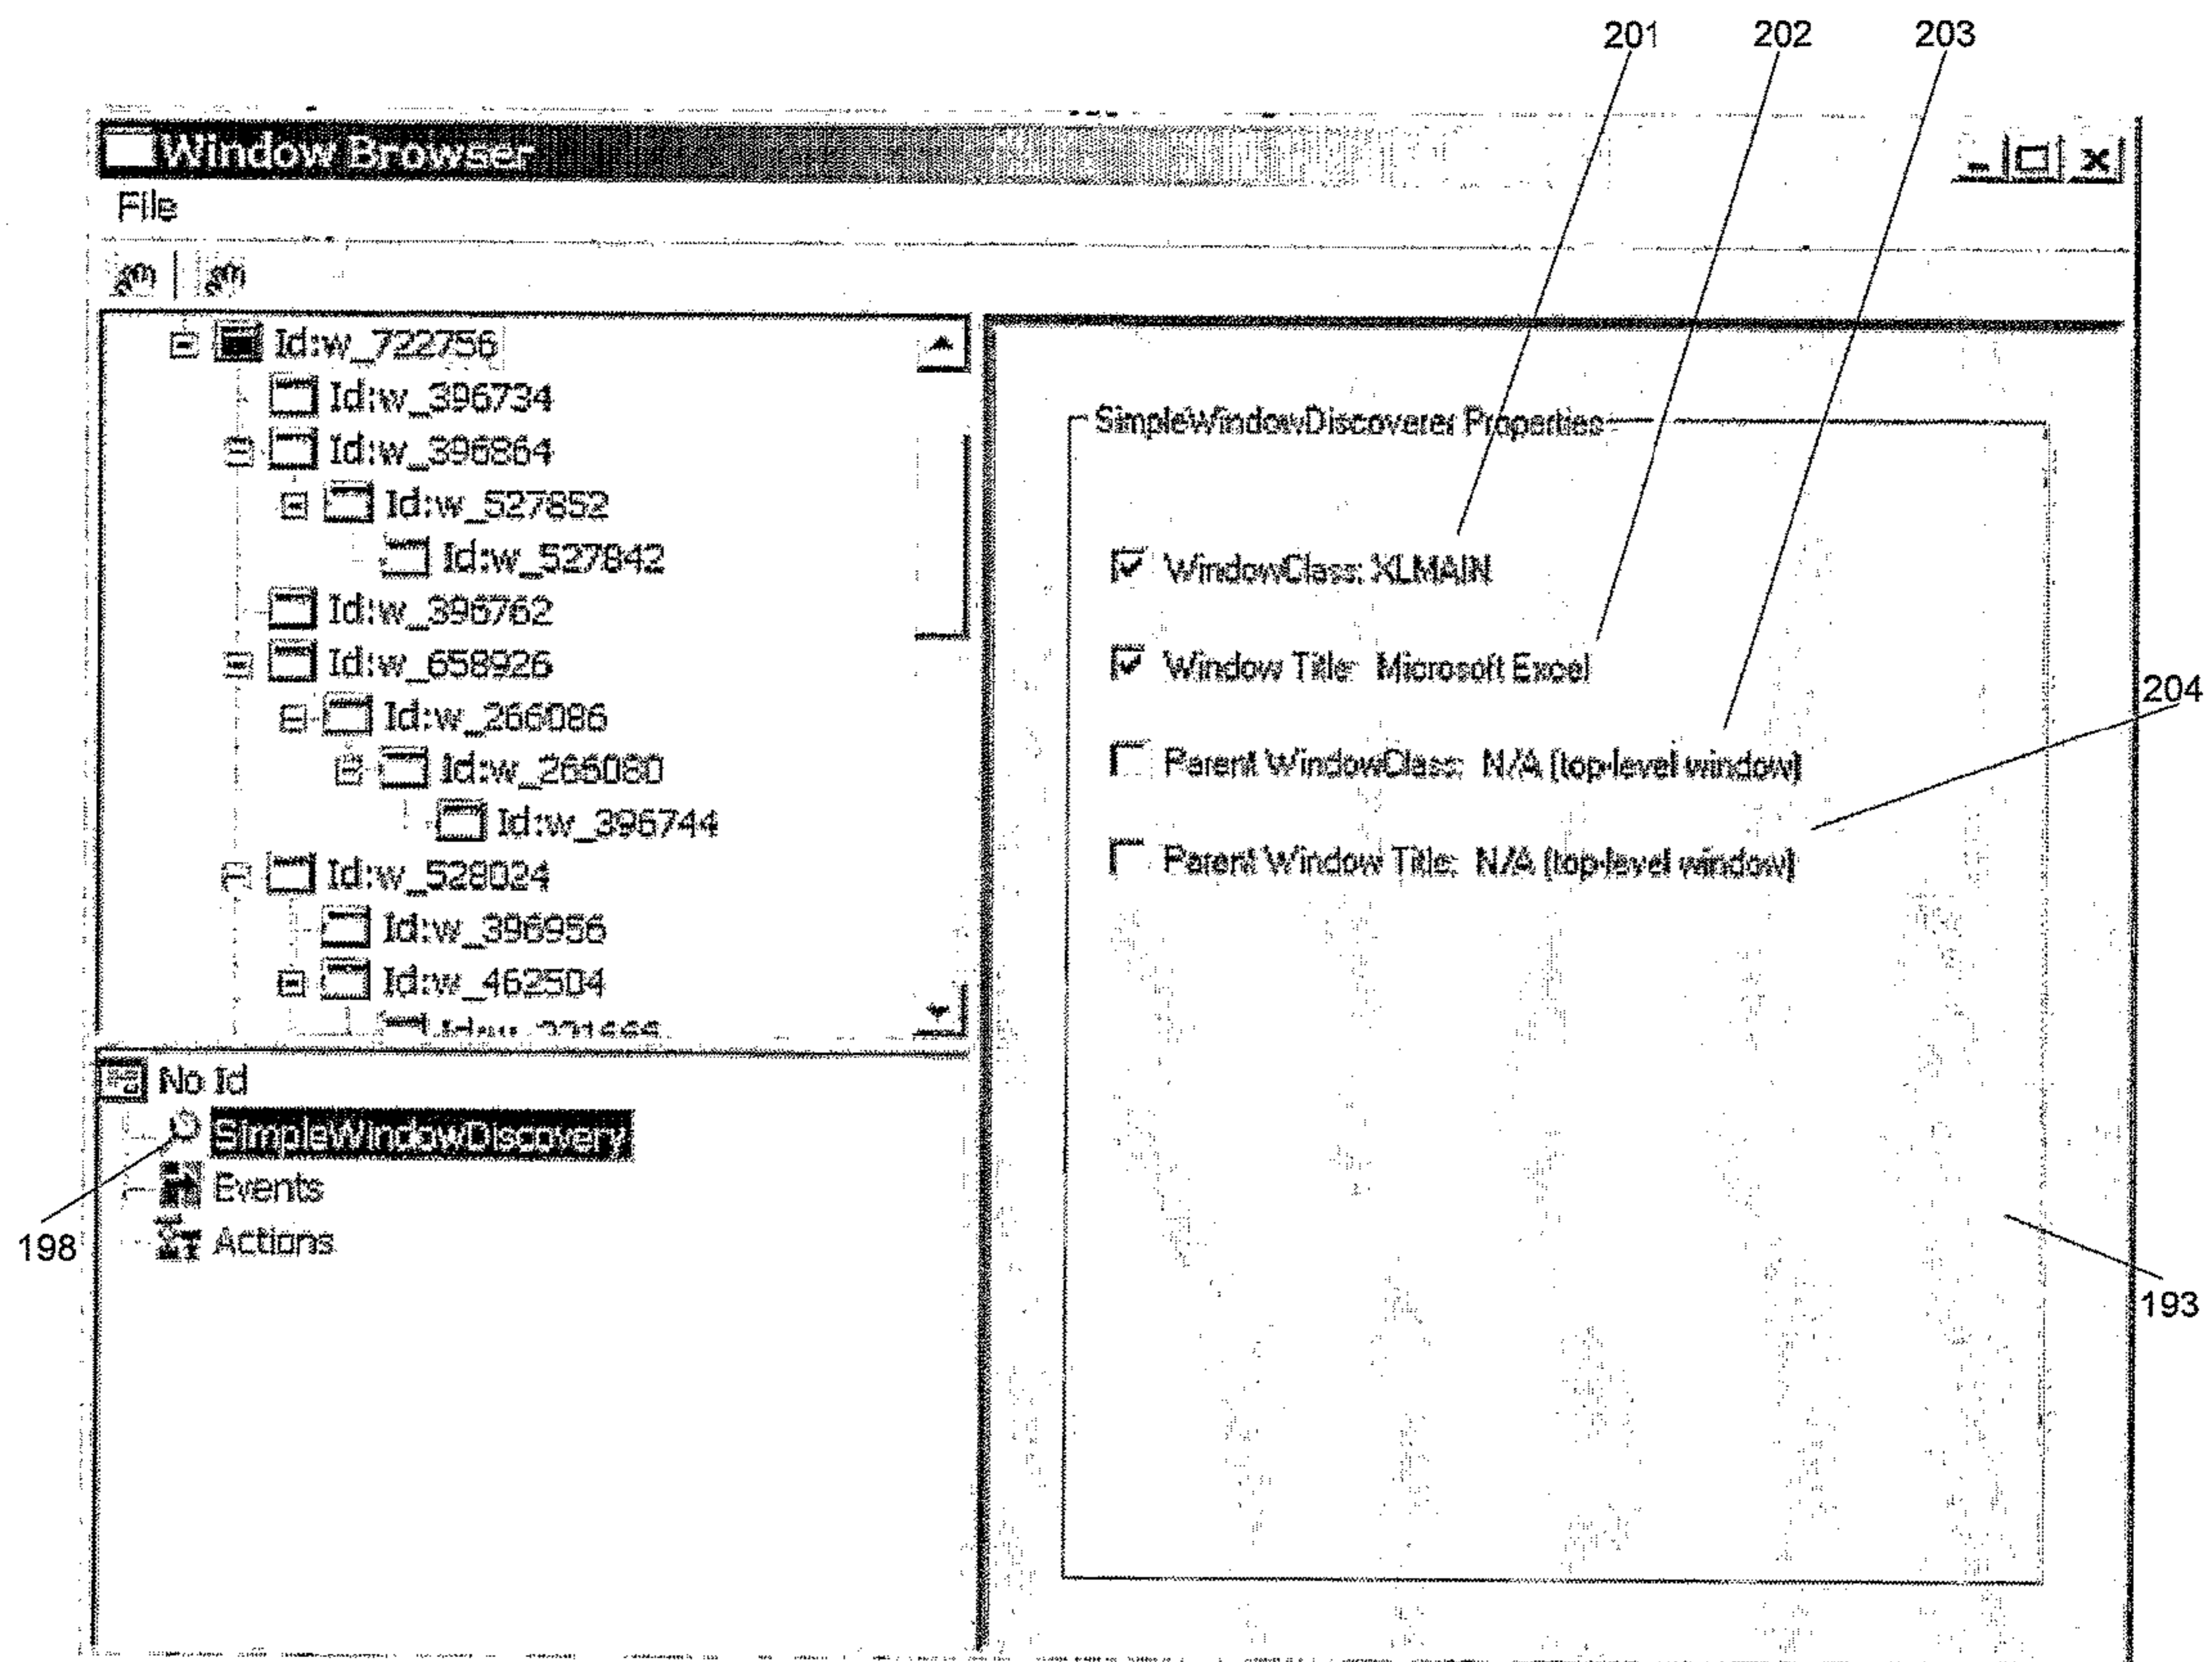 201 202 203
Window Browser
File
Id:w_722756
Id:w_396734
Id:w_396864
Id:w_527852
Id:w_527842
Id:w_396762
Id:w_658926
Id:w_266086
Id:w_266080
Id:w_396744
Id:w_528024
Id:w_396956
Id:w_462504
No Id
SimpleWindowDiscovery
Events
Actions
198
SimpleWindowDiscoverer Properties
WindowClass: XLMAIN
Window Title: Microsoft Excel
204
Parent WindowClass: N/A (top-level window)
Parent Window Title: N/A (top-level window)
193